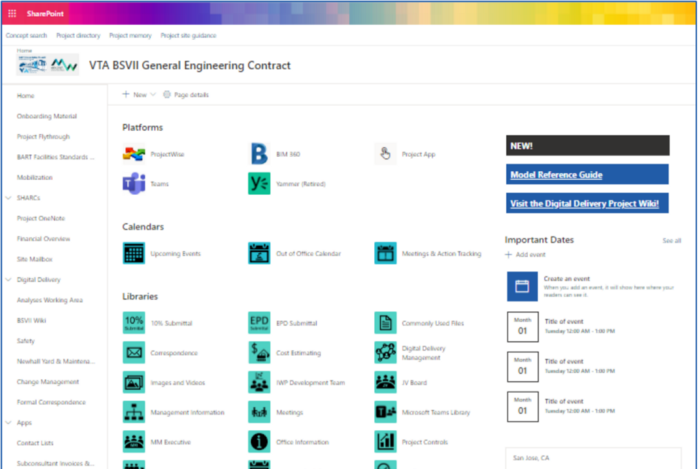 SharePoint
Concept search Project directory Project memory Project site guidance
Home
MW
VTA BSVII General Engineering Contract
Home
Onboarding Material
Project Flythrough
BART Facilities Standards ...
Mobilization
SHARCs
Project OneNote
Financial Overview
Site Mailbox
Digital Delivery
Analyses Working Area
BSVII Wiki
Safety
Newhall Yard & Maintena...
Change Management
Formal Correspondence
Apps
Contact Lists
Subconsultant Invoices &...
+ New Page details
Platforms
ProjectWise
B BIM 360
Project App
Teams
Yammer (Retired)
Calendars
Upcoming Events
Out of Office Calendar
Meetings & Action Tracking
Libraries
10% Submittal 10% Submittal
EPD Submittal EPD Submittal
Commonly Used Files
Correspondence
Cost Estimating
Digital Delivery
Management
Images and Videos
IWP Development Team
JV Board
Management Information
Meetings
Microsoft Teams Library
MM Executive
Office Information
Project Controls
NEW!
Model Reference Guide
Visit the Digital Delivery Project Wiki!
Important Dates See all
+ Add event
Create an event
When you add an event, it will show here where your
readers can see it.
Month
01
Title of event
Tuesday 12:00 AM - 1:00 PM
Month
01
Title of event
Tuesday 12:00 AM - 1:00 PM
Month
01
Title of event
Tuesday 12:00 AM - 1:00 PM
San Jose, CA